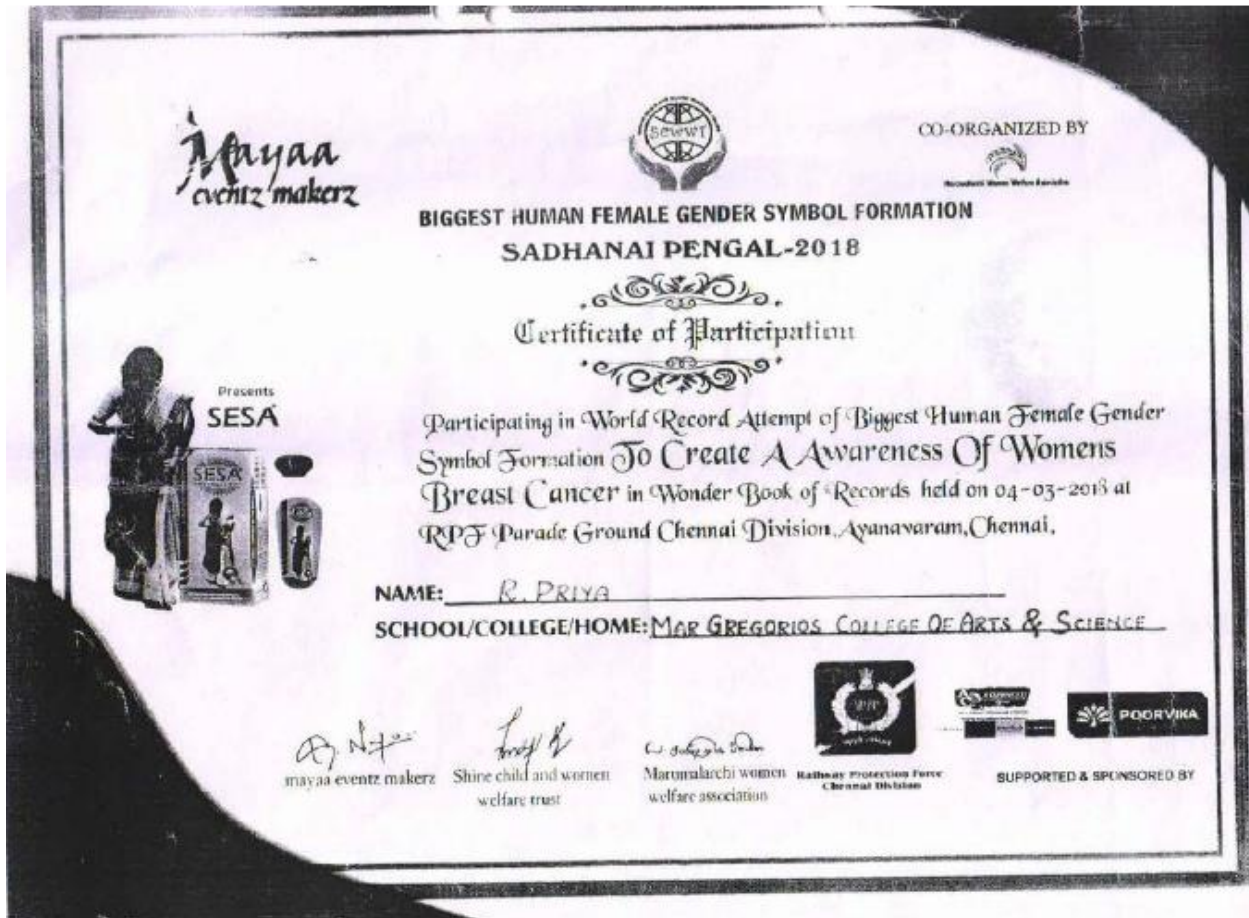 Mayaa
eventz makerz
scwwt
CO-ORGANIZED BY
BIGGEST HUMAN FEMALE GENDER SYMBOL FORMATION
SADHANAI PENGAL-2018
Certificate of Participation
Presents
SESA
SESA
Participating in World Record Attempt of Biggest Human Female Gender
Symbol Formation To Create A Awareness Of Womens
Breast Cancer in Wonder Book of Records held on 04-03-2018 at
RPF Parade Ground Chennai Division, Ayanavaram, Chennai.
NAME: R. PRIYA
SCHOOL/COLLEGE/HOME: MAR GREGORIOS COLLEGE OF ARTS & SCIENCE
mayaa eventz makerz
Shine child and women
welfare trust
Marumalarchi women
welfare association
Railway Protection Force
Chennai Division
POORVIKA
SUPPORTED & SPONSORED BY